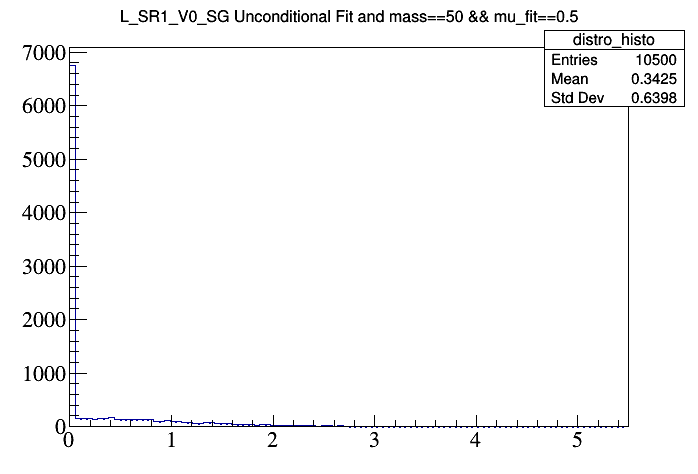 L_SR1_V0_SG Unconditional Fit and mass==50 && mu_fit==0.5
distro_histo
Entries 10500
Mean 0.3425
Std Dev 0.6398
7000
6000
5000
4000
3000
2000
1000
0
0 1 2 3 4 5